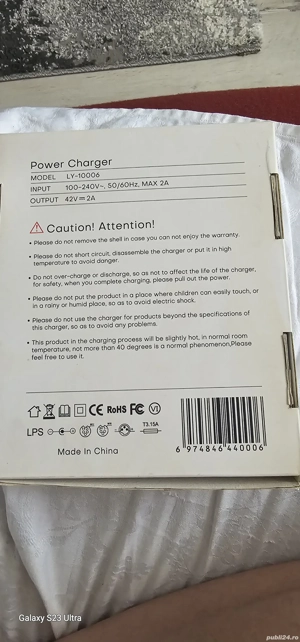 Power Charger
MODEL LY-10006
INPUT 100-240V~, 50/60Hz, MAX 2A
OUTPUT 42V⎓2A
Caution! Attention!
• Please do not remove the shell in case you can not enjoy the warranty.
• Please do not short circuit, disassemble the charger or put it in high
temperature to avoid danger.
• Do not over-charge or discharge, so as not to affect the life of the charger,
for safety, when you complete charging, please pull out the power.
• Please do not put the product in a place where children can easily touch, or
in a rainy or humid place, so as to avoid electric shock.
• Please do not use the charger for products beyond the specifications of
this charger, so as to avoid any problems.
• This product in the charging process will be slightly hot, in normal room
temperature, not more than 40 degrees is a normal phenomenon,Please
feel free to use it.
CE RoHS FC VI
LPS T3.15A
Made In China
6 974846 440006
Galaxy S23 Ultra
publi24.ro